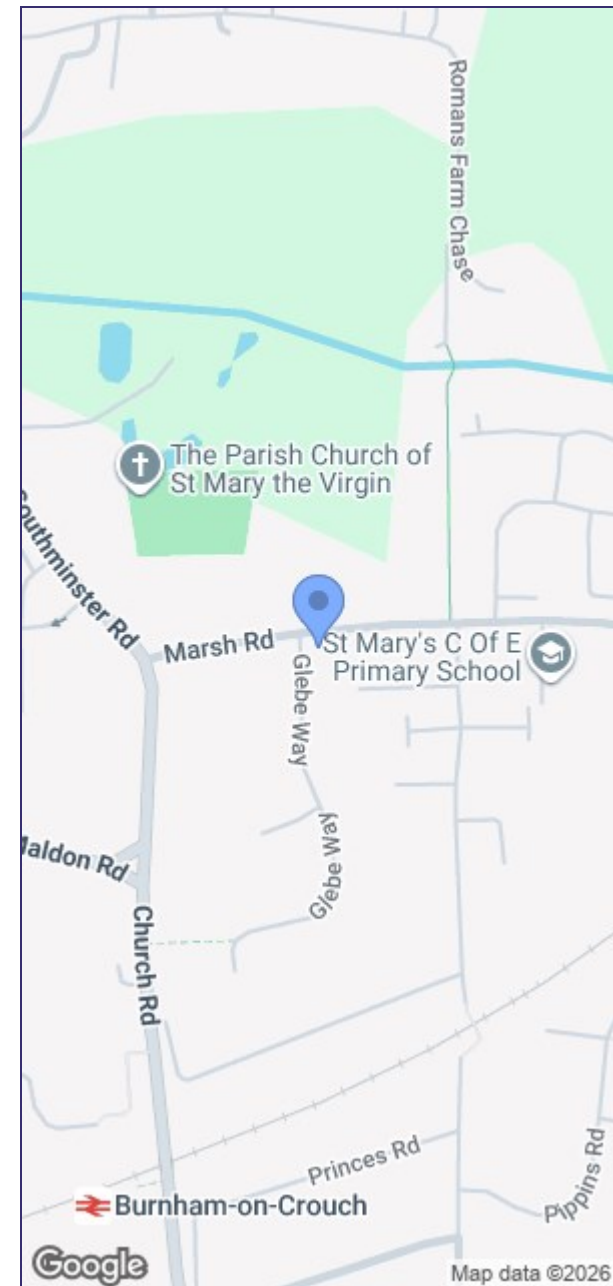 Romans Farm Chase
The Parish Church of
St Mary the Virgin
Southminster Rd
Marsh Rd
St Mary's C Of E
Primary School
Glebe Way
Maldon Rd
Glebe Way
Church Rd
Princes Rd
Pippins Rd
Burnham-on-Crouch
Google
Map data ©2026